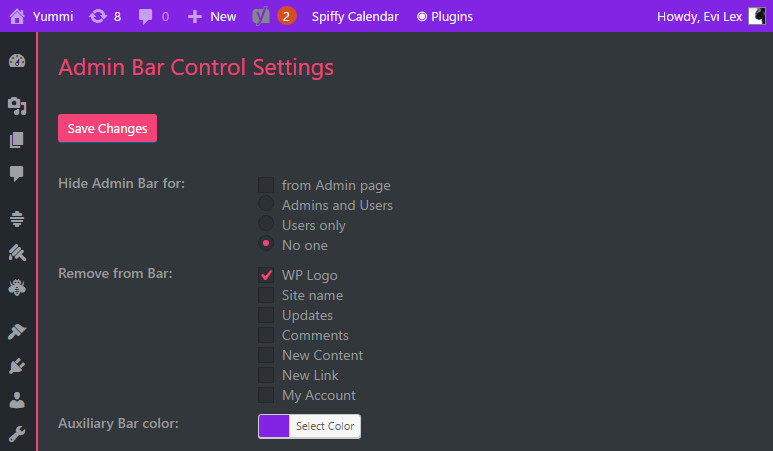 Yummi 8 0 New 2 Spiffy Calendar Plugins Howdy, Evi Lex
Admin Bar Control Settings
Save Changes
Hide Admin Bar for: from Admin page
Admins and Users
Users only
No one
Remove from Bar: WP Logo
Site name
Updates
Comments
New Content
New Link
My Account
Auxiliary Bar color: Select Color